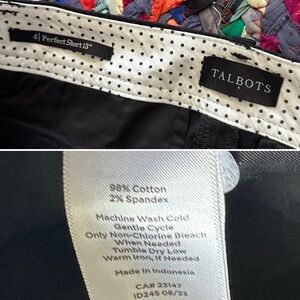 4 | Perfect Short 13"
TALBOTS
98% Cotton
2% Spandex
Machine Wash Cold
Gentle Cycle
Only Non-Chlorine Bleach
When Needed
Tumble Dry Low
Warm Iron, If Needed
Made in Indonesia
CA# 23147
ID245 06/23